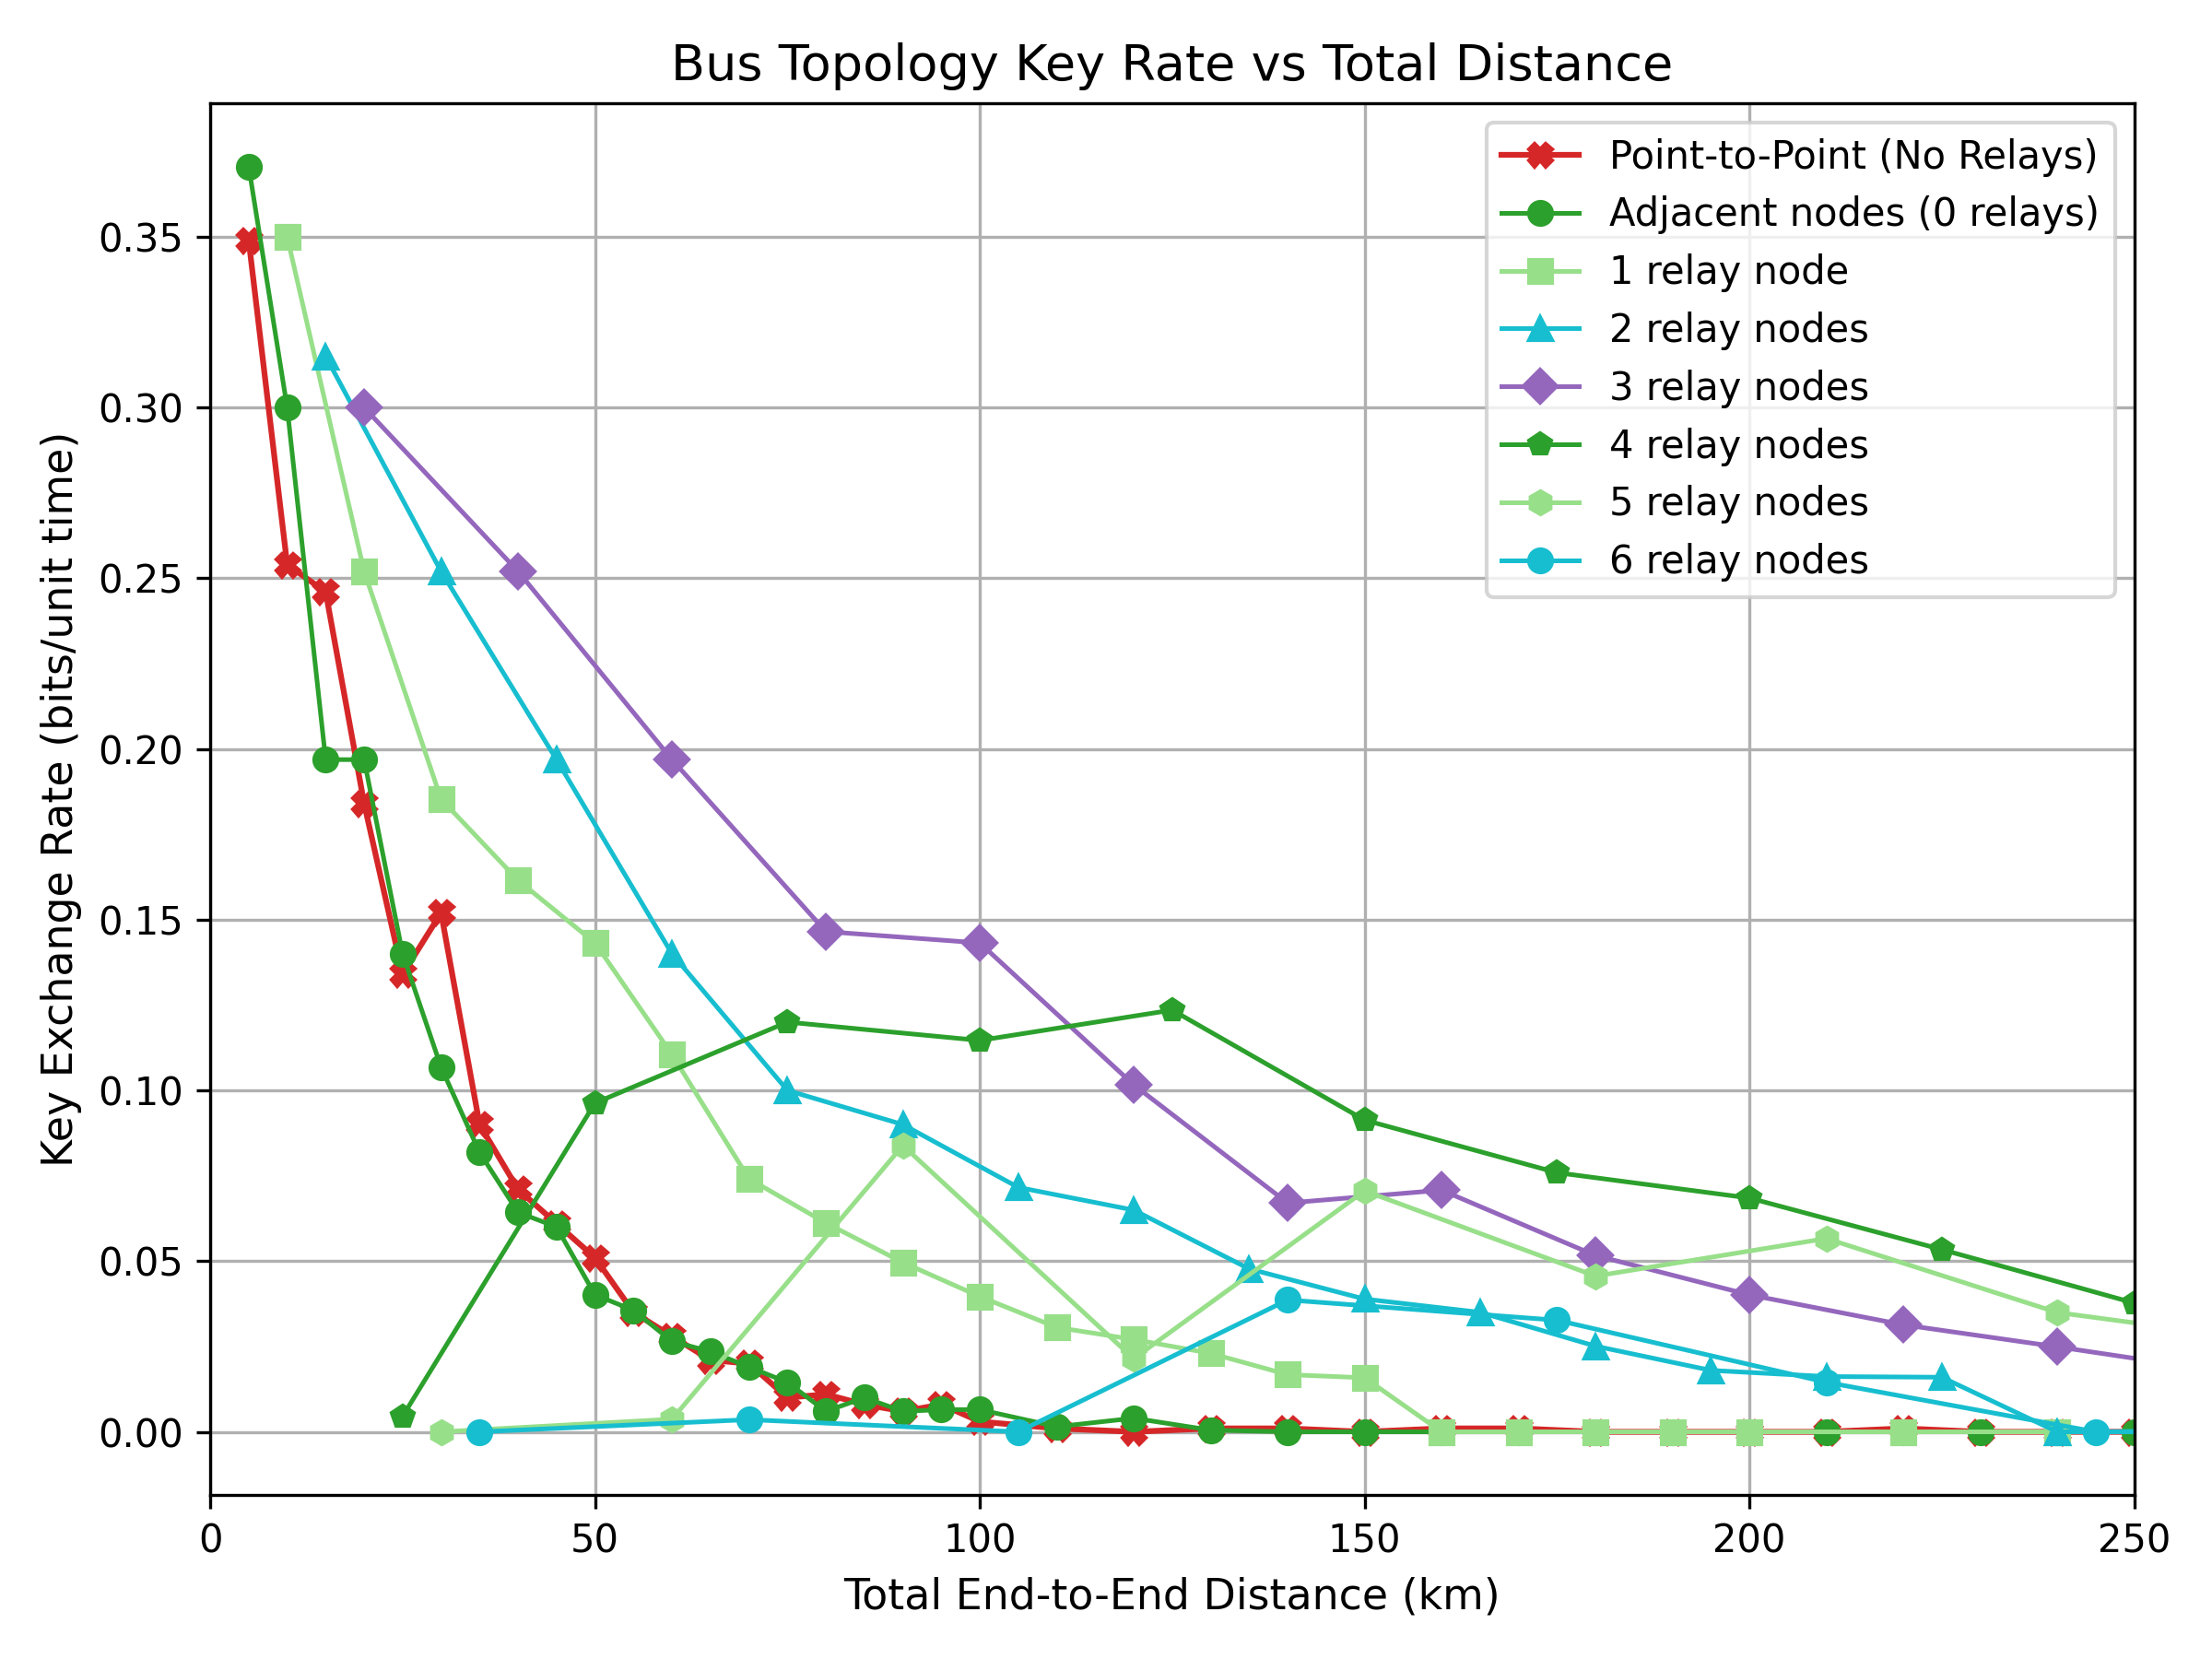 Bus Topology Key Rate vs Total Distance
Key Exchange Rate (bits/unit time)
0.35
0.30
0.25
0.20
0.15
0.10
0.05
0.00
Point-to-Point (No Relays)
Adjacent nodes (0 relays)
1 relay node
2 relay nodes
3 relay nodes
4 relay nodes
5 relay nodes
6 relay nodes
0 50 100 150 200 250
Total End-to-End Distance (km)